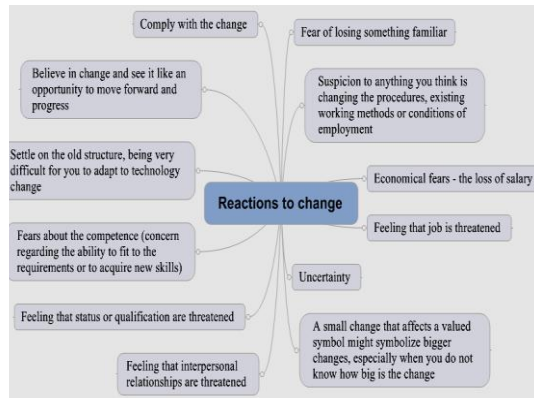 Comply with the change
Believe in change and see it like an
opportunity to move forward and
progress
Settle on the old structure, being very
difficult for you to adapt to technology
change
Fears about the competence (concern
regarding the ability to fit to the
requirements or to acquire new skills)
Feeling that status or qualification are threatened
Feeling that interpersonal
relationships are threatened
Reactions to change
Fear of losing something familiar
Suspicion to anything you think is
changing the procedures, existing
working methods or conditions of
employment
Economical fears - the loss of salary
Feeling that job is threatened
Uncertainty
A small change that affects a valued
symbol might symbolize bigger
changes, especially when you do not
know how big is the change